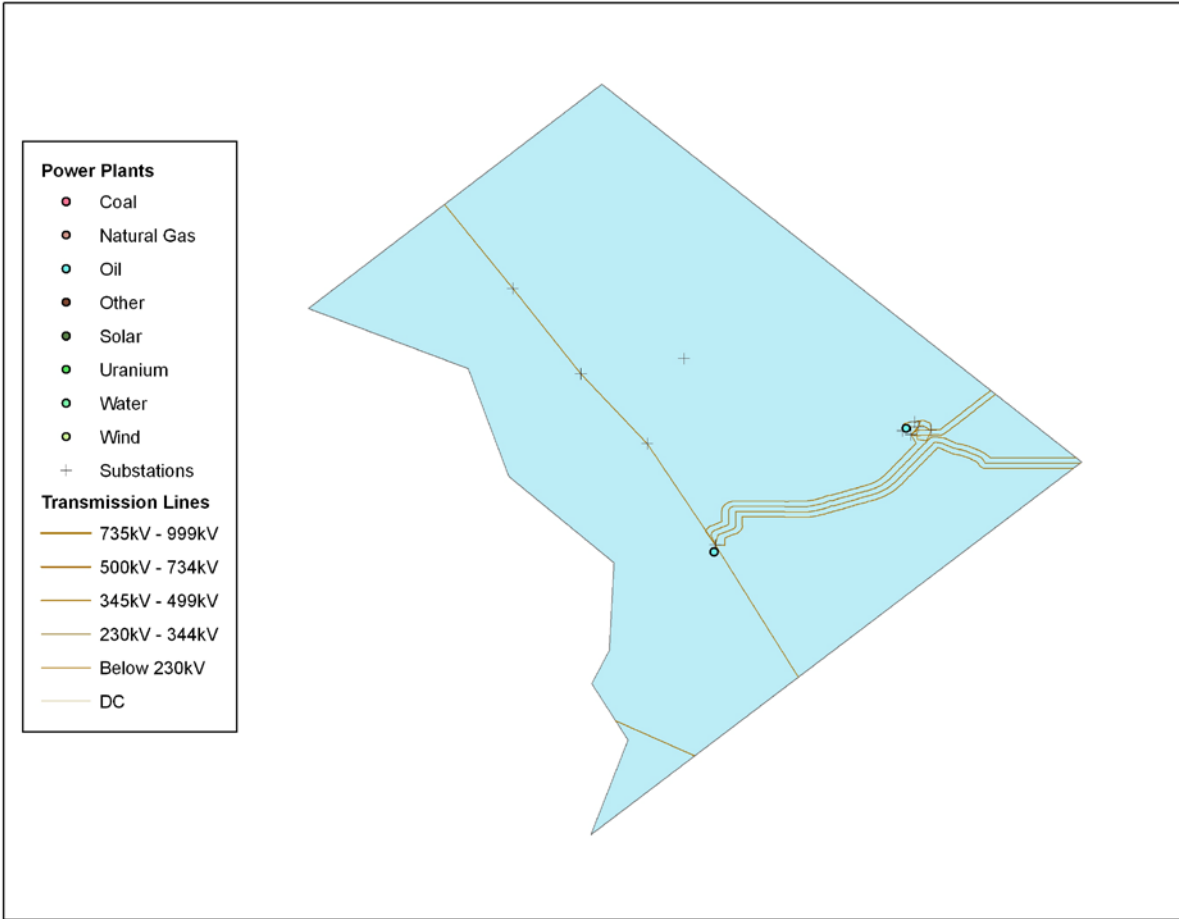 Power Plants
Coal
Natural Gas
Oil
Other
Solar
Uranium
Water
Wind
Substations
Transmission Lines
735kV - 999kV
500kV - 734kV
345kV - 499kV
230kV - 344kV
Below 230kV
DC